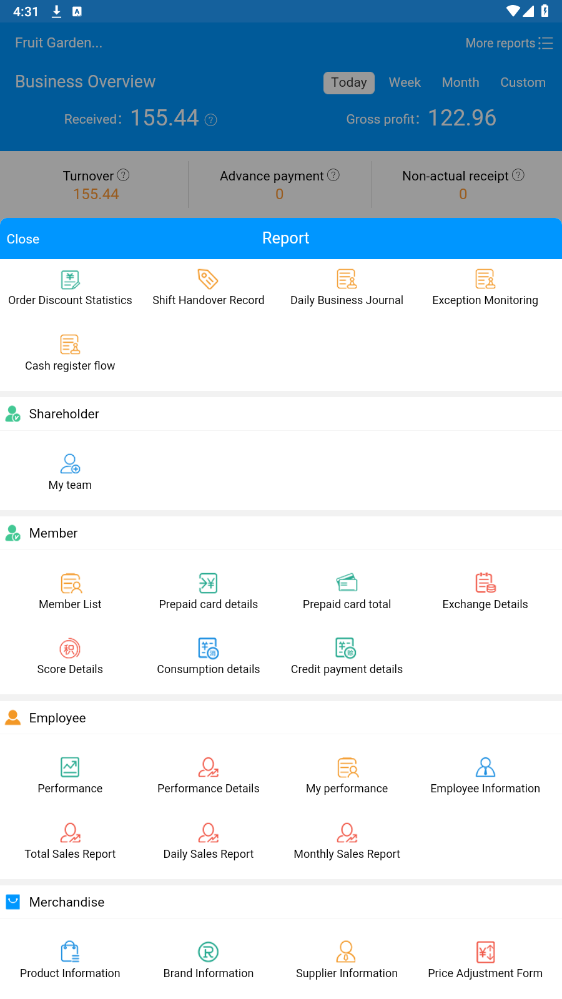 4:31
Fruit Garden...
More reports
Business Overview
Today
Week
Month
Custom
Received: 155.44
Gross profit: 122.96
Turnover
Advance payment
Non-actual receipt
155.44
0
0
Close
Report
Order Discount Statistics
Shift Handover Record
Daily Business Journal
Exception Monitoring
Cash register flow
Shareholder
My team
Member
Member List
Prepaid card details
Prepaid card total
Exchange Details
Score Details
Consumption details
Credit payment details
Employee
Performance
Performance Details
My performance
Employee Information
Total Sales Report
Daily Sales Report
Monthly Sales Report
Merchandise
Product Information
Brand Information
Supplier Information
Price Adjustment Form